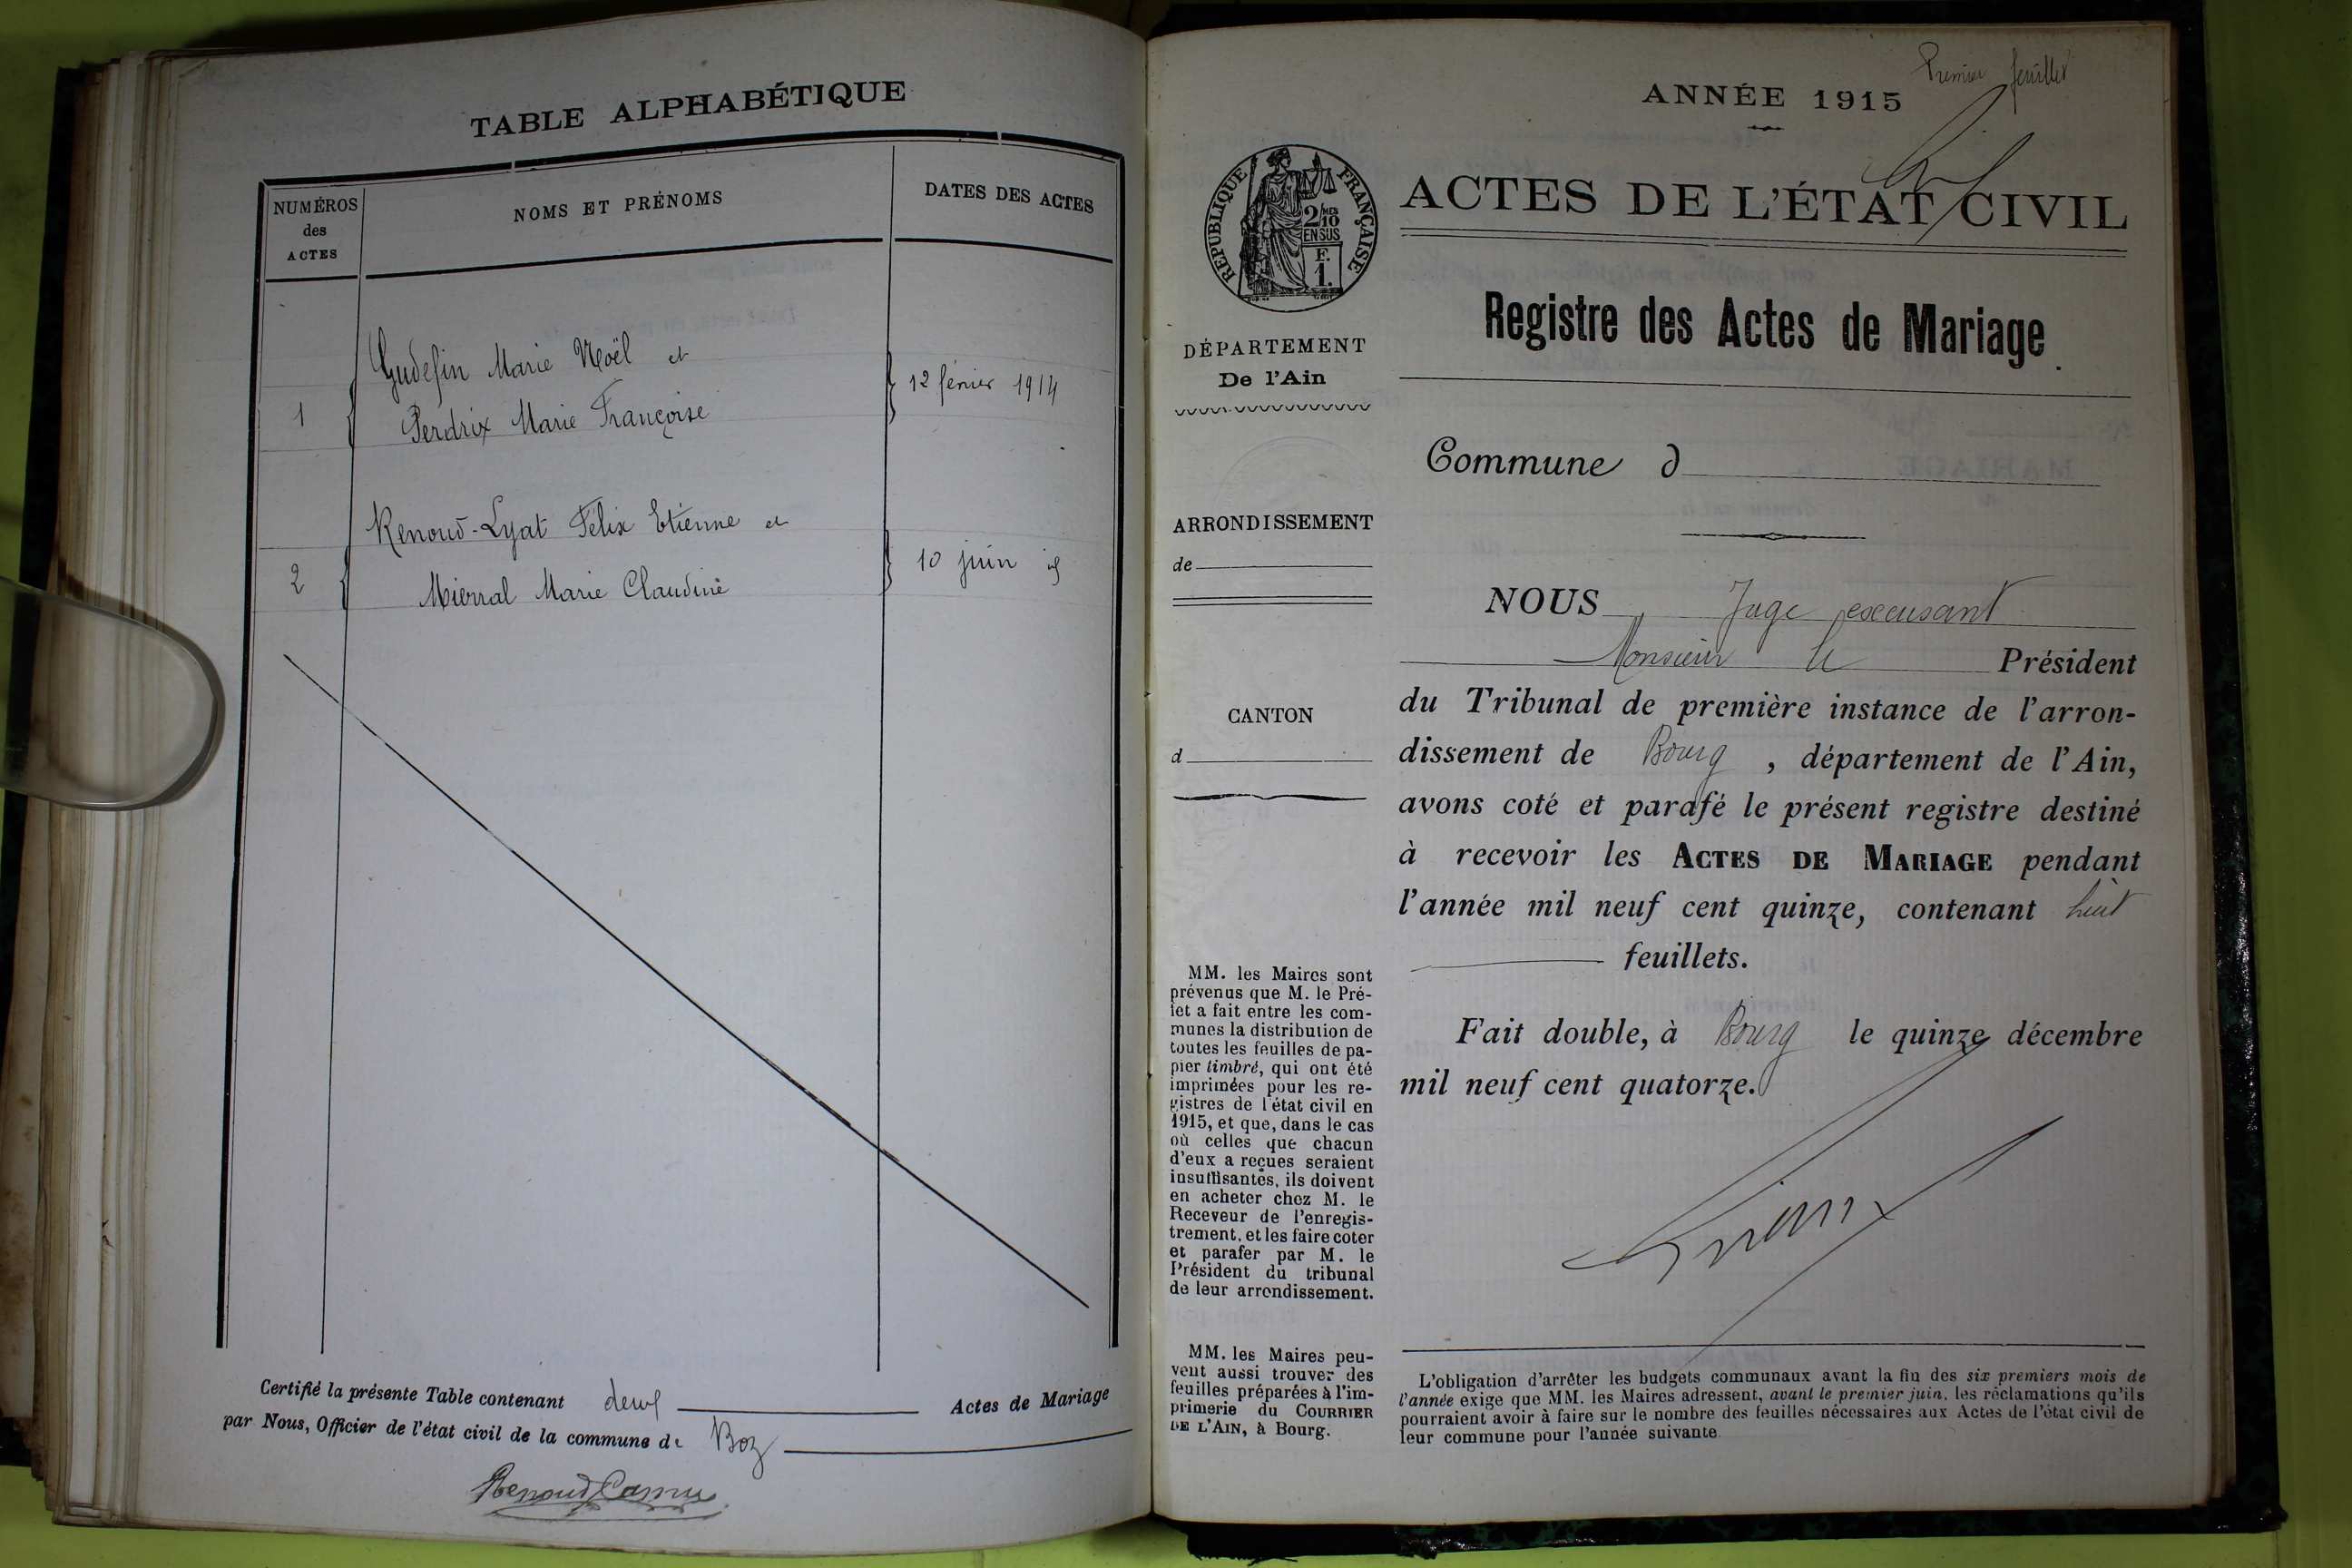 TABLE ALPHABÉTIQUE
NUMÉROS
des
ACTES
NOMS ET PRÉNOMS
DATES DES ACTES
Gudefin Marie Noël et
1
Perdrix Marie Françoise
12 février 1914
Renoud-Lyat Félix Etienne et
2
Mierral Marie Claudine
10 juin id
Certifié la présente Table contenant deux Actes de Mariage
par Nous, Officier de l'état civil de la commune de Boz
Renoud Camus
Premier feuillet
ANNÉE 1915
RÉPUBLIQUE FRANÇAISE
2/10
EN SUS
F.
1.
ACTES DE L'ÉTAT CIVIL
Registre des Actes de Mariage
DÉPARTEMENT
De l'Ain
Commune d
ARRONDISSEMENT
de
CANTON
d
NOUS, Juge excusant
Monsieur le Président
du Tribunal de première instance de l'arron-
dissement de Bourg, département de l'Ain,
avons coté et parafé le présent registre destiné
à recevoir les ACTES DE MARIAGE pendant
l'année mil neuf cent quinze, contenant huit
feuillets.
Fait double, à Bourg le quinze décembre
mil neuf cent quatorze.
MM. les Maires sont
prévenus que M. le Pré-
fet a fait entre les com-
munes la distribution de
toutes les feuilles de pa-
pier timbré, qui ont été
imprimées pour les re-
gistres de l'état civil en
1915, et que, dans le cas
où celles que chacun
d'eux a reçues seraient
insuffisantes, ils doivent
en acheter chez M. le
Receveur de l'enregis-
trement, et les faire coter
et parafer par M. le
Président du tribunal
de leur arrondissement.
MM. les Maires peu-
vent aussi trouver des
feuilles préparées à l'im-
primerie du COURRIER
DE L'AIN, à Bourg.
L'obligation d'arrêter les budgets communaux avant la fin des six premiers mois de
l'année exige que MM. les Maires adressent, avant le premier juin, les réclamations qu'ils
pourraient avoir à faire sur le nombre des feuilles nécessaires aux Actes de l'état civil de
leur commune pour l'année suivante.